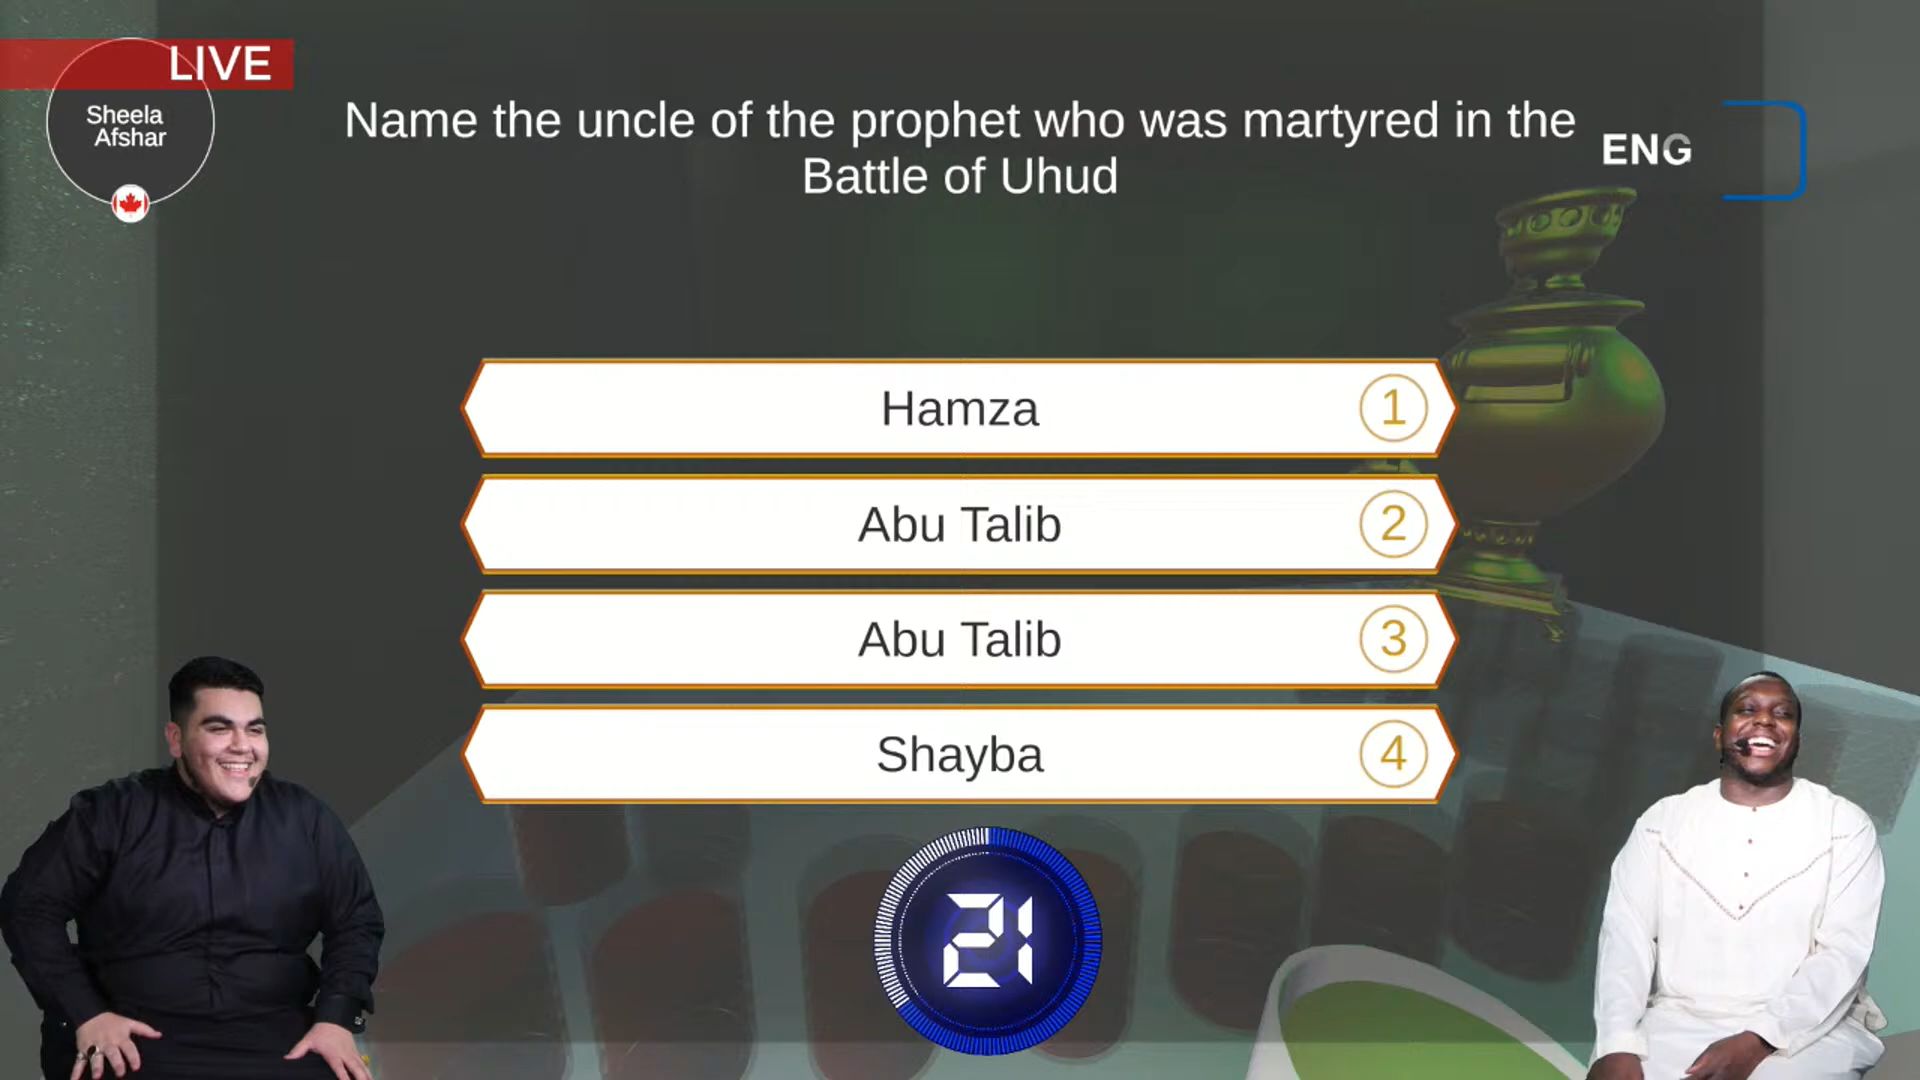 LIVE
Sheela
Afshar
Name the uncle of the prophet who was martyred in the
Battle of Uhud
ENG
Hamza 1
Abu Talib 2
Abu Talib 3
Shayba 4
21